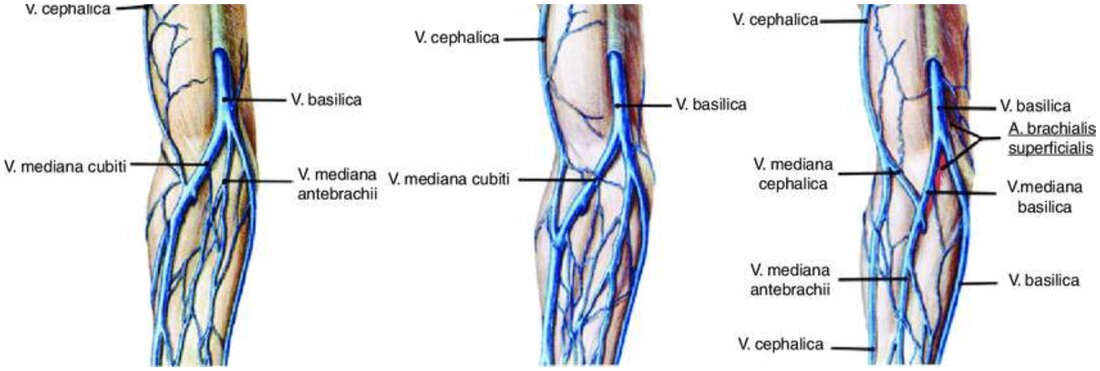 V. cephalica
V. basilica
V. mediana cubiti
V. mediana
antebrachii
V. cephalica
V. basilica
V. mediana cubiti
V. cephalica
V. basilica
A. brachialis
superficialis
V. mediana
cephalica
V.mediana
basilica
V. mediana
antebrachii
V. basilica
V. cephalica